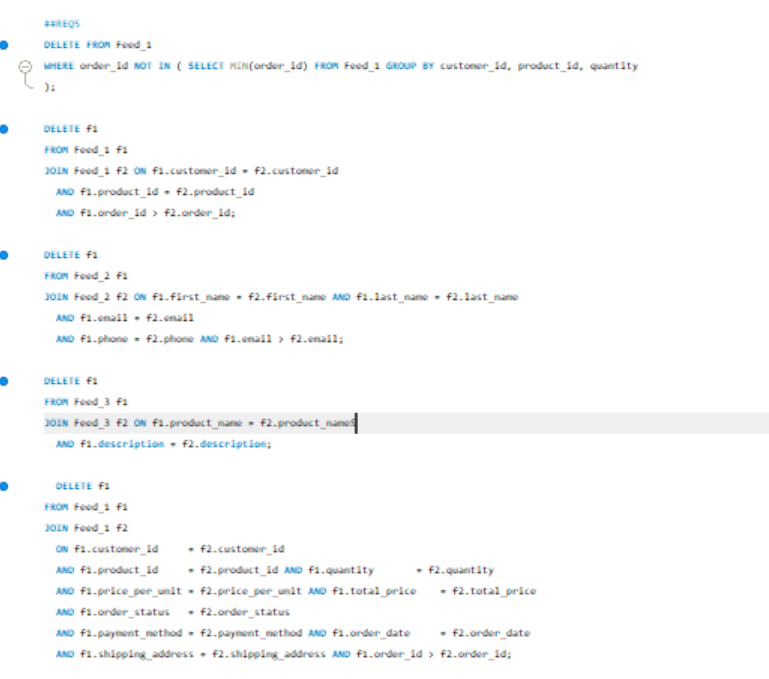 ##REQ5
DELETE FROM Feed_1
WHERE order_id NOT IN ( SELECT MIN(order_id) FROM Feed_1 GROUP BY customer_id, product_id, quantity
);
DELETE f1
FROM Feed_1 f1
JOIN Feed_1 f2 ON f1.customer_id = f2.customer_id
AND f1.product_id = f2.product_id
AND f1.order_id > f2.order_id;
DELETE f1
FROM Feed_2 f1
JOIN Feed_2 f2 ON f1.first_name = f2.first_name AND f1.last_name = f2.last_name
AND f1.email = f2.email
AND f1.phone = f2.phone AND f1.email > f2.email;
DELETE f1
FROM Feed_3 f1
JOIN Feed_3 f2 ON f1.product_name = f2.product_nameS
AND f1.description = f2.description;
DELETE f1
FROM Feed_1 f1
JOIN Feed_1 f2
ON f1.customer_id = f2.customer_id
AND f1.product_id = f2.product_id AND f1.quantity = f2.quantity
AND f1.price_per_unit = f2.price_per_unit AND f1.total_price = f2.total_price
AND f1.order_status = f2.order_status
AND f1.payment_method = f2.payment_method AND f1.order_date = f2.order_date
AND f1.shipping_address = f2.shipping_address AND f1.order_id > f2.order_id;